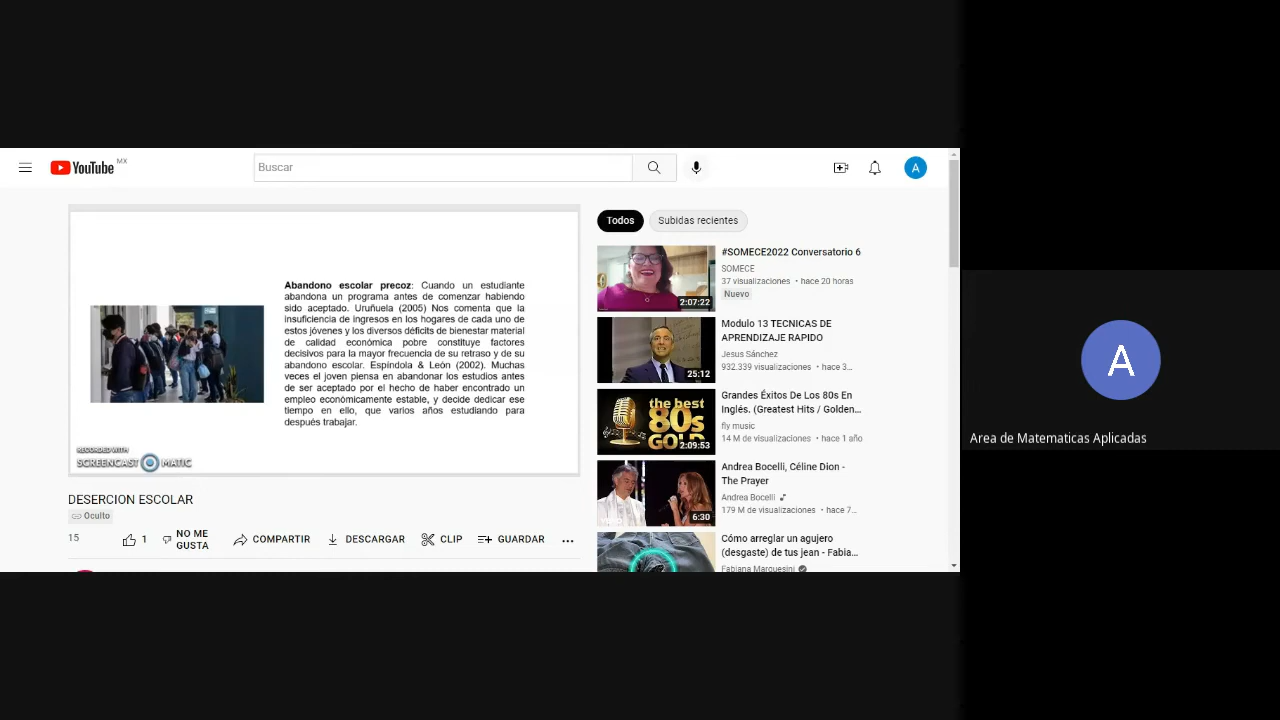 YouTube MX
Buscar
A
Abandono escolar precoz: Cuando un estudiante
abandona un programa antes de comenzar habiendo
sido aceptado. Uruñuela (2005) Nos comenta que la
insuficiencia de ingresos en los hogares de cada uno de
estos jóvenes y los diversos déficits de bienestar material
de calidad económica pobre constituye factores
decisivos para la mayor frecuencia de su retraso y de su
abandono escolar. Espíndola & León (2002). Muchas
veces el joven piensa en abandonar los estudios antes
de ser aceptado por el hecho de haber encontrado un
empleo económicamente estable, y decide dedicar ese
tiempo en ello, que varios años estudiando para
después trabajar.
RECORDED WITH
SCREENCAST MATIC
DESERCION ESCOLAR
Oculto
15
1
NO ME
GUSTA
COMPARTIR
DESCARGAR
CLIP
GUARDAR
Todos
Subidas recientes
#SOMECE2022 Conversatorio 6
SOMECE
37 visualizaciones • hace 20 horas
Nuevo
2:07:22
Modulo 13 TECNICAS DE
APRENDIZAJE RAPIDO
Jesus Sánchez
932.339 visualizaciones • hace 3...
25:12
the best
80s
GOLD
2:09:53
Grandes Éxitos De Los 80s En
Inglés. (Greatest Hits / Golden...
fly music
14 M de visualizaciones • hace 1 año
Andrea Bocelli, Céline Dion -
The Prayer
Andrea Bocelli
179 M de visualizaciones • hace 7...
6:30
Cómo arreglar un agujero
(desgaste) de tus jean - Fabia...
Fabiana Marquesini
A
Area de Matematicas Aplicadas